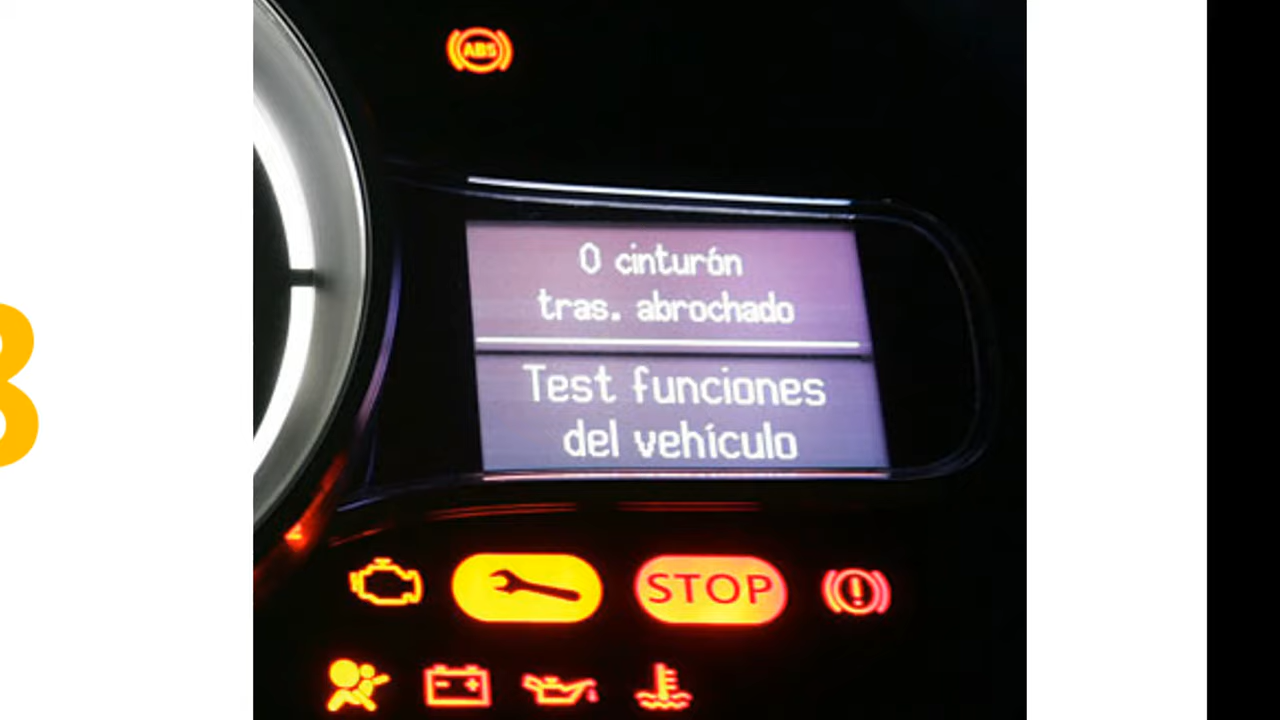 ABS
0 cinturón
tras. abrochado
Test funciones
del vehículo
STOP